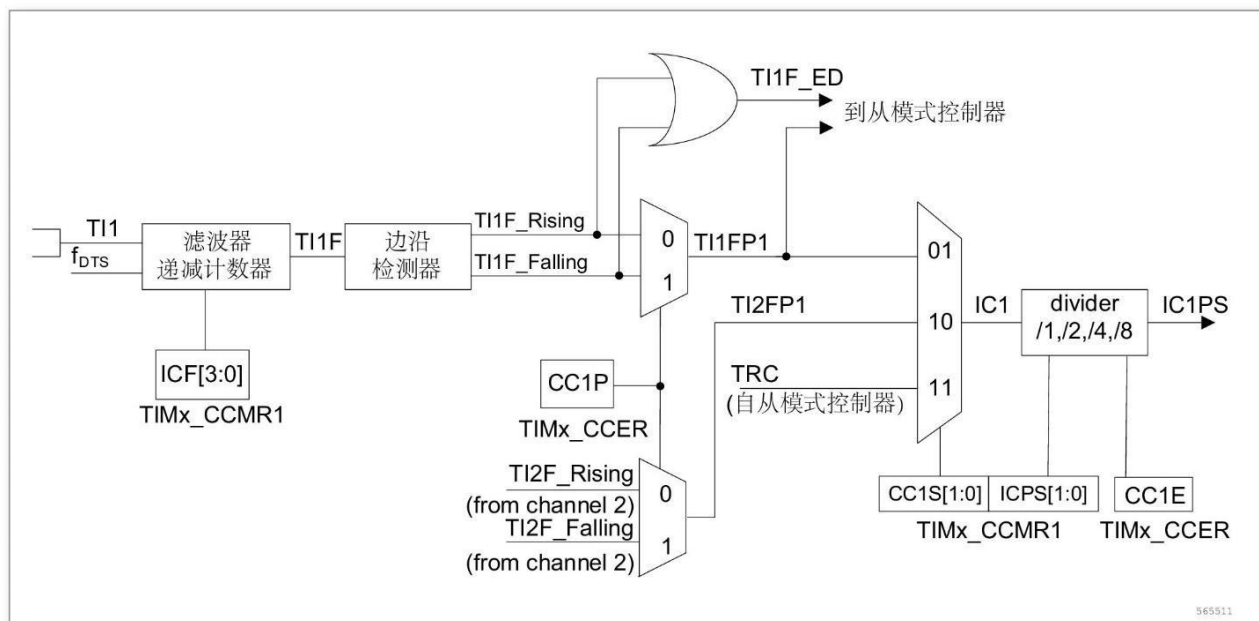 TI1F_ED
到从模式控制器
TI1
f_DTS
滤波器
递减计数器
TI1F
边沿
检测器
TI1F_Rising
TI1F_Falling
0
1
TI1FP1
01
TI2FP1
10
IC1
divider
/1,/2,/4,/8
IC1PS
ICF[3:0]
TIMx_CCMR1
CC1P
TIMx_CCER
TRC
(自从模式控制器)
11
TI2F_Rising
(from channel 2)
TI2F_Falling
(from channel 2)
0
1
CC1S[1:0]
ICPS[1:0]
CC1E
TIMx_CCMR1
TIMx_CCER
565511